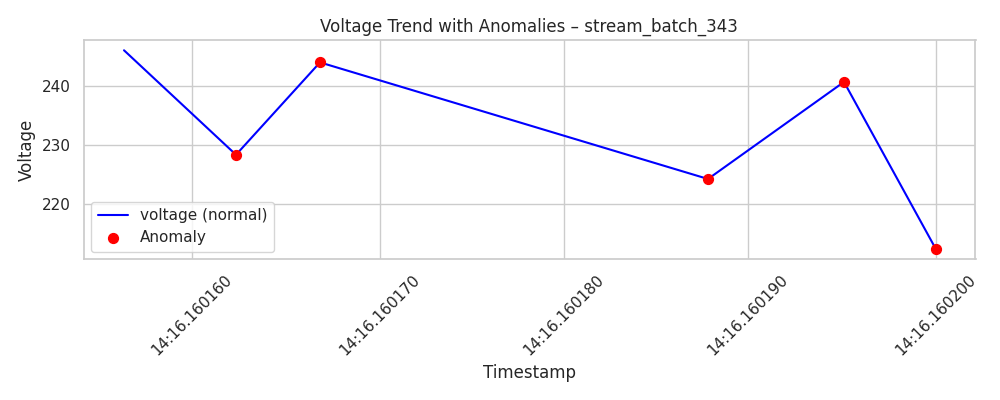 Voltage Trend with Anomalies – stream_batch_343
Voltage
240
230
220
voltage (normal)
Anomaly
14:16.160160
14:16.160170
14:16.160180
14:16.160190
14:16.160200
Timestamp